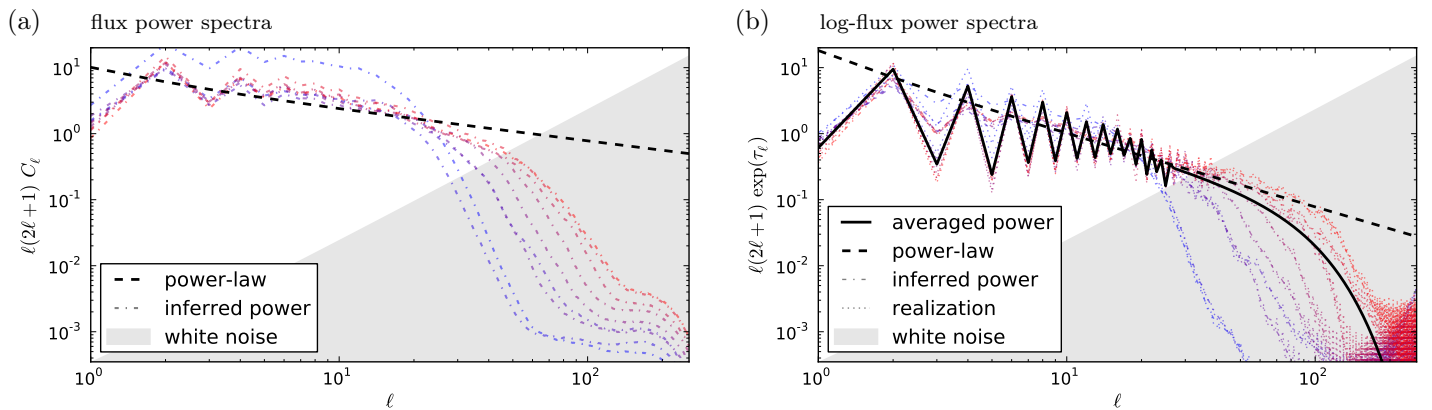 (a) flux power spectra
ℓ(2ℓ+1) C_ℓ
10^1
10^0
10^-1
10^-2
10^-3
power-law
inferred power
white noise
10^0 10^1 10^2
ℓ
(b) log-flux power spectra
ℓ(2ℓ+1) exp(τ_ℓ)
10^1
10^0
10^-1
10^-2
10^-3
averaged power
power-law
inferred power
realization
white noise
10^0 10^1 10^2
ℓ